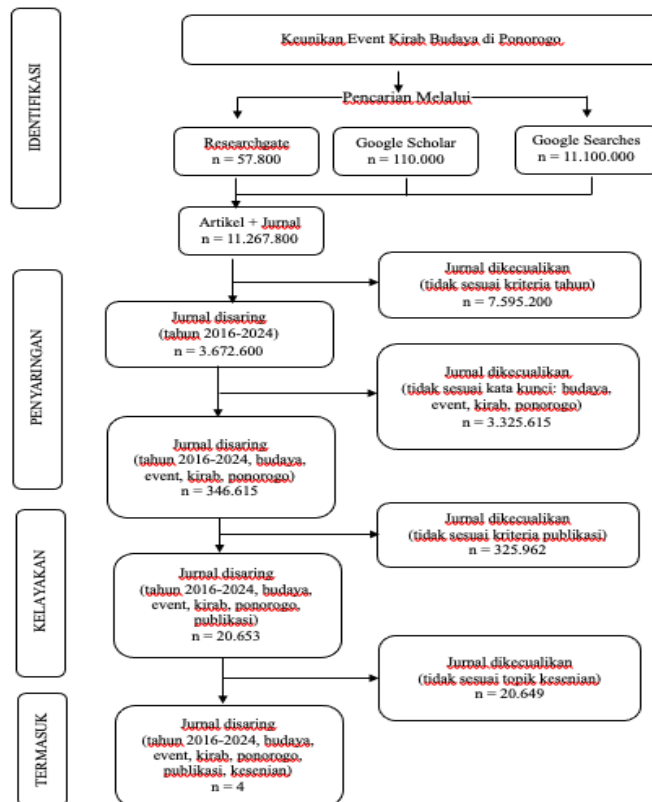 IDENTIFIKASI
Keunikan Event Kirab Budaya di Ponorogo
Pencarian Melalui
Researchgate
n = 57.800
Google Scholar
n = 110.000
Google Searches
n = 11.100.000
Artikel + Jurnal
n = 11.267.800
Jurnal dikecualikan
(tidak sesuai kriteria tahun)
n = 7.595.200
PENYARINGAN
Jurnal disaring
(tahun 2016-2024)
n = 3.672.600
Jurnal dikecualikan
(tidak sesuai kata kunci: budaya,
event, kirab, ponorogo)
n = 3.325.615
Jurnal disaring
(tahun 2016-2024, budaya,
event, kirab, ponorogo)
n = 346.615
KELAYAKAN
Jurnal dikecualikan
(tidak sesuai kriteria publikasi)
n = 325.962
Jurnal disaring
(tahun 2016-2024, budaya,
event, kirab, ponorogo,
publikasi)
n = 20.653
Jurnal dikecualikan
(tidak sesuai topik kesenian)
n = 20.649
TERMASUK
Jurnal disaring
(tahun 2016-2024, budaya,
event, kirab, ponorogo,
publikasi, kesenian)
n = 4